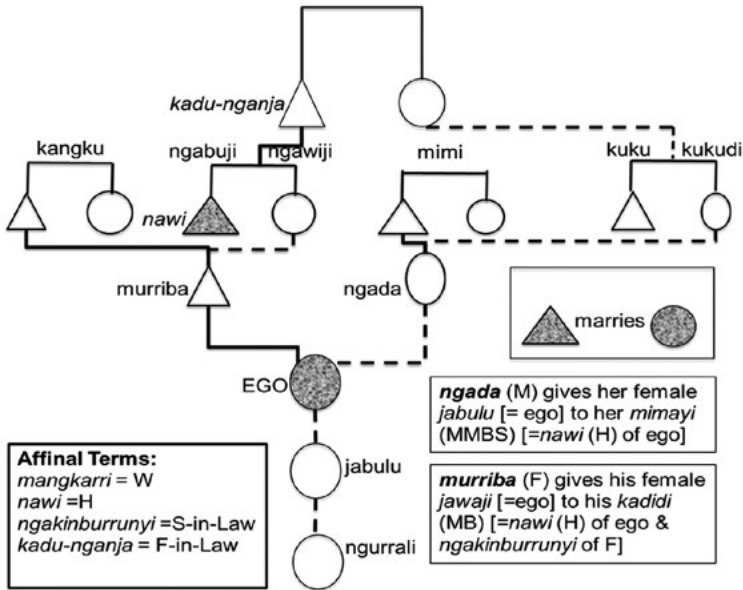 kadu-nganja
kangku
ngabuji
ngawiji
mimi
kuku
kukudi
nawi
murriba
ngada
marries
EGO
ngada (M) gives her female
jabulu [= ego] to her mimayi
(MMBS) [=nawi (H) of ego]
Affinal Terms:
mangkarri = W
nawi =H
ngakinburrunyi =S-in-Law
kadu-nganja = F-in-Law
jabulu
murriba (F) gives his female
jawaji [=ego] to his kadidi
(MB) [=nawi (H) of ego &
ngakinburrunyi of F]
ngurrali